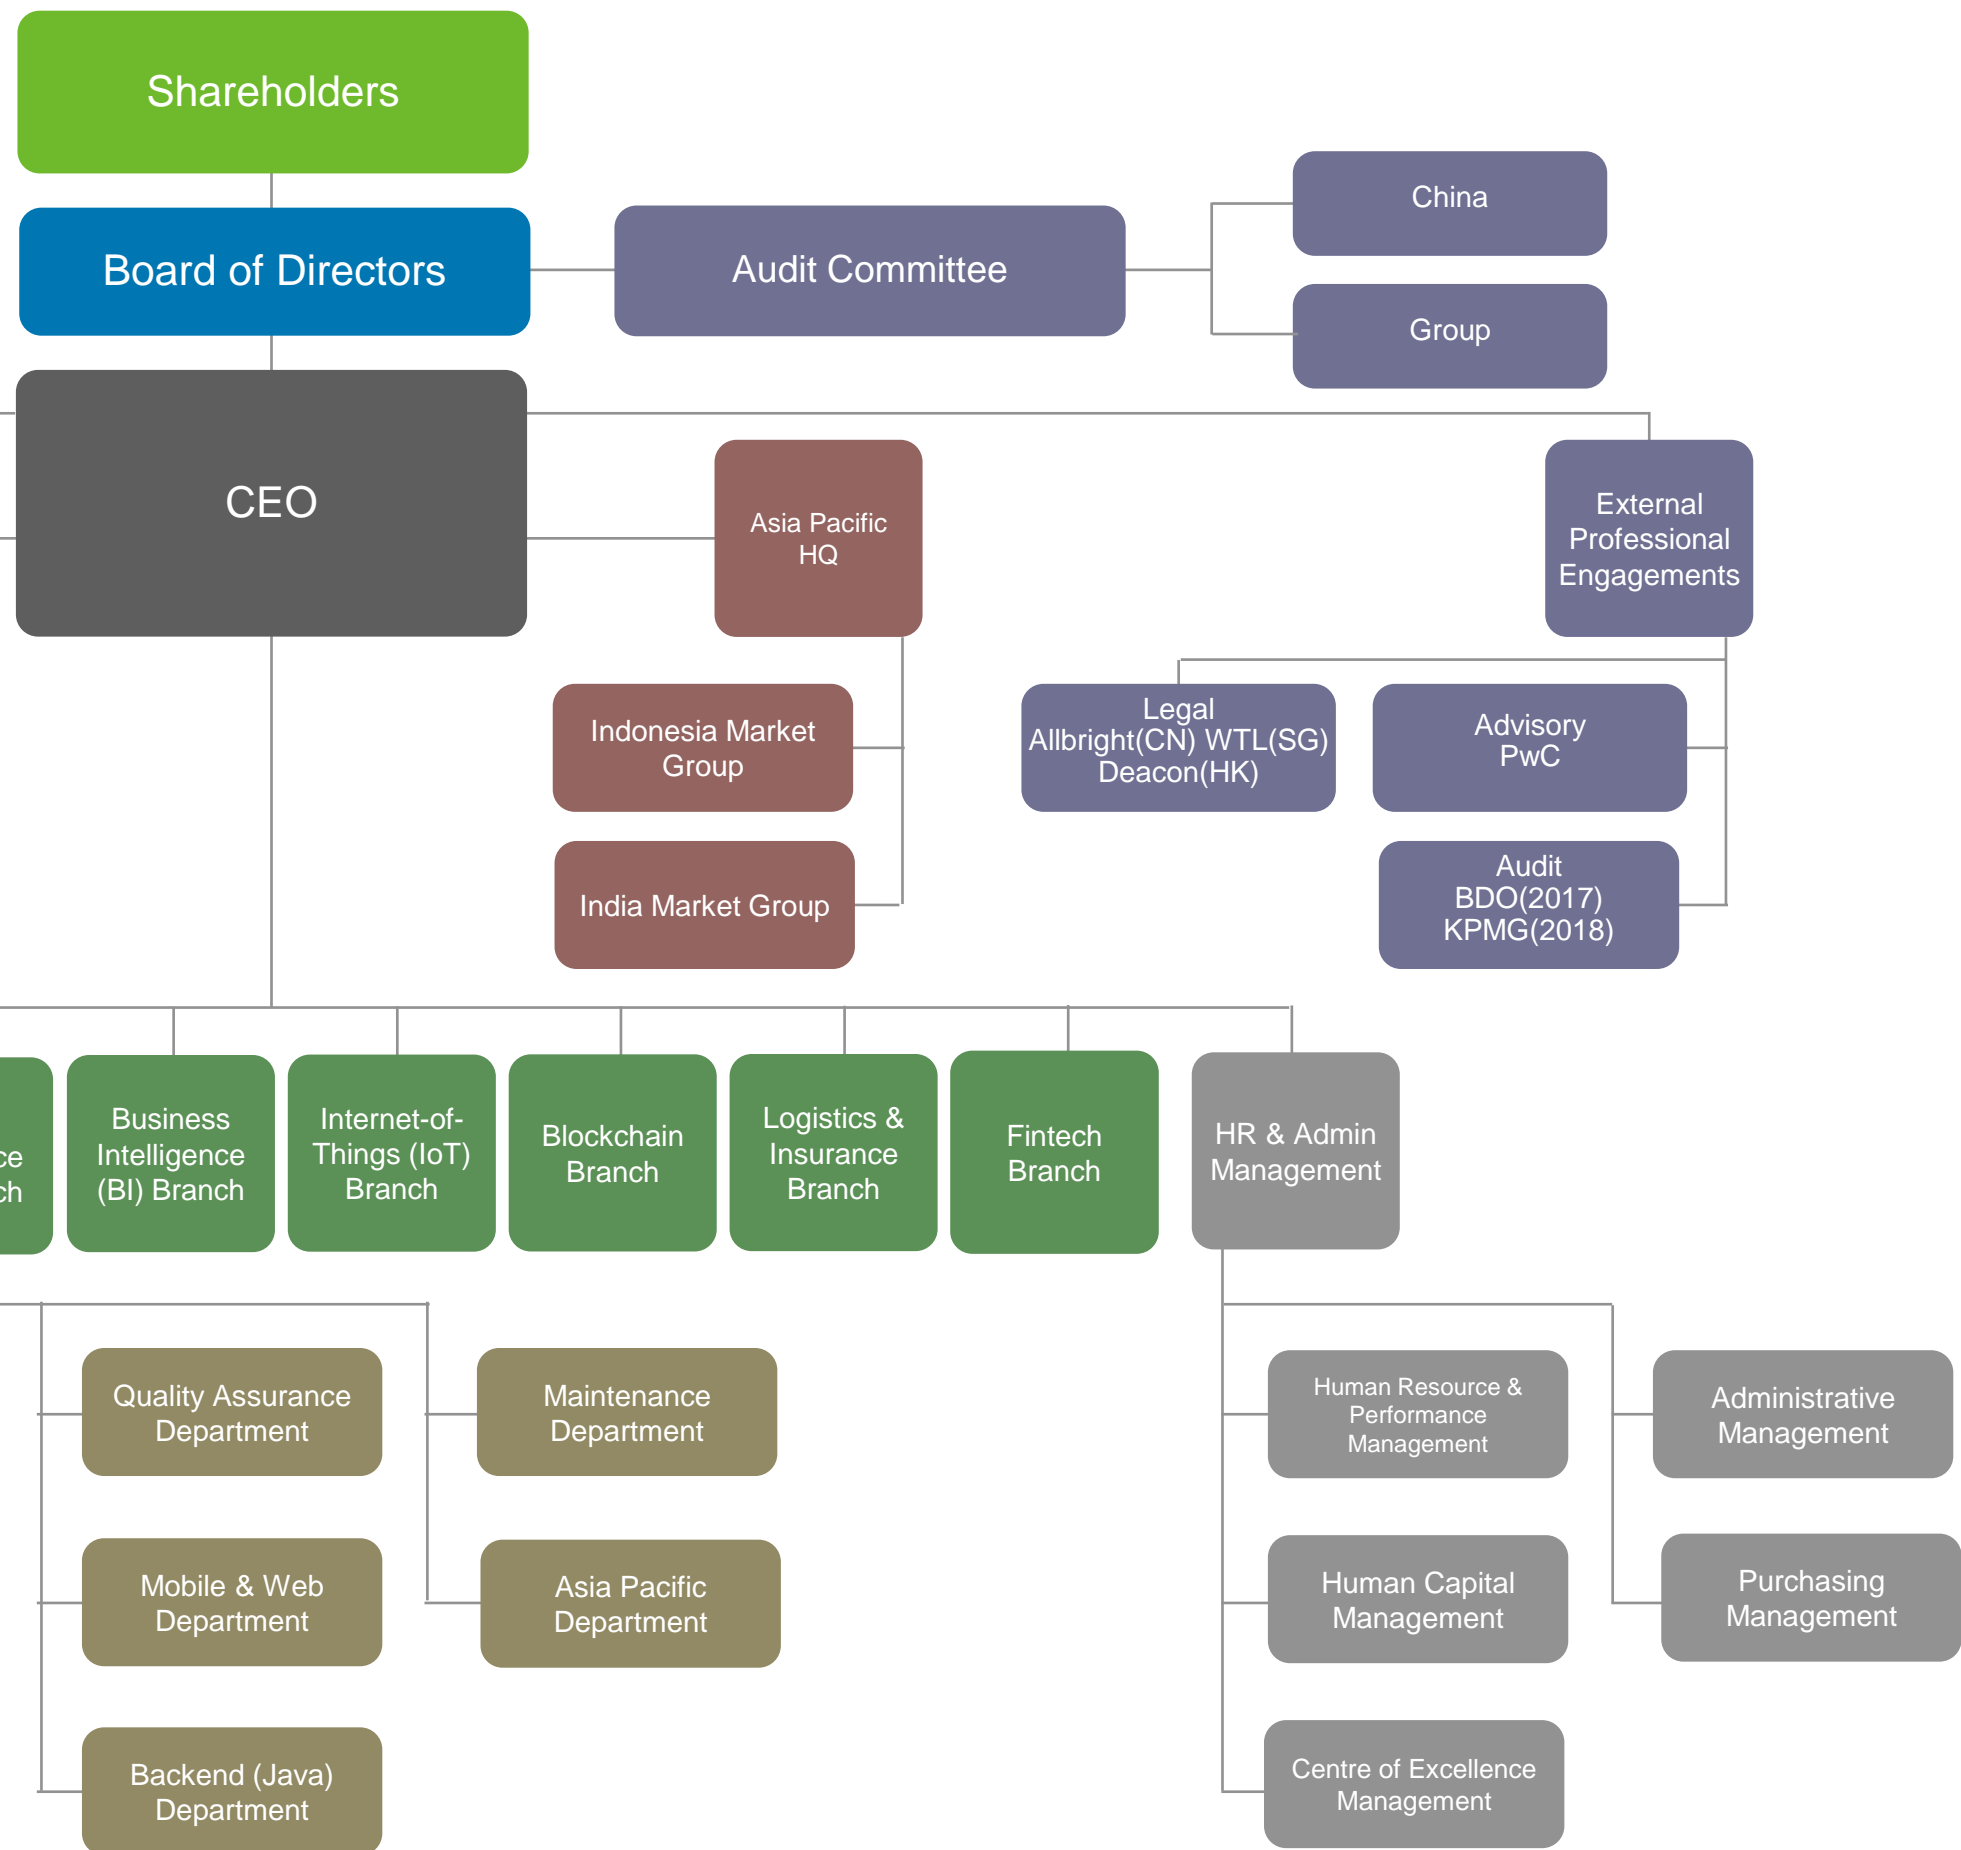 Shareholders
China
Board of Directors
Audit Committee
Group
CEO
Asia Pacific
HQ
External
Professional
Engagements
Indonesia Market
Group
Legal
Allbright(CN) WTL(SG)
Deacon(HK)
Advisory
PwC
India Market Group
Audit
BDO(2017)
KPMG(2018)
Business
Intelligence
(BI) Branch
Internet-of-
Things (IoT)
Branch
Blockchain
Branch
Logistics &
Insurance
Branch
Fintech
Branch
HR & Admin
Management
Quality Assurance
Department
Maintenance
Department
Human Resource &
Performance
Management
Administrative
Management
Mobile & Web
Department
Asia Pacific
Department
Human Capital
Management
Purchasing
Management
Backend (Java)
Department
Centre of Excellence
Management